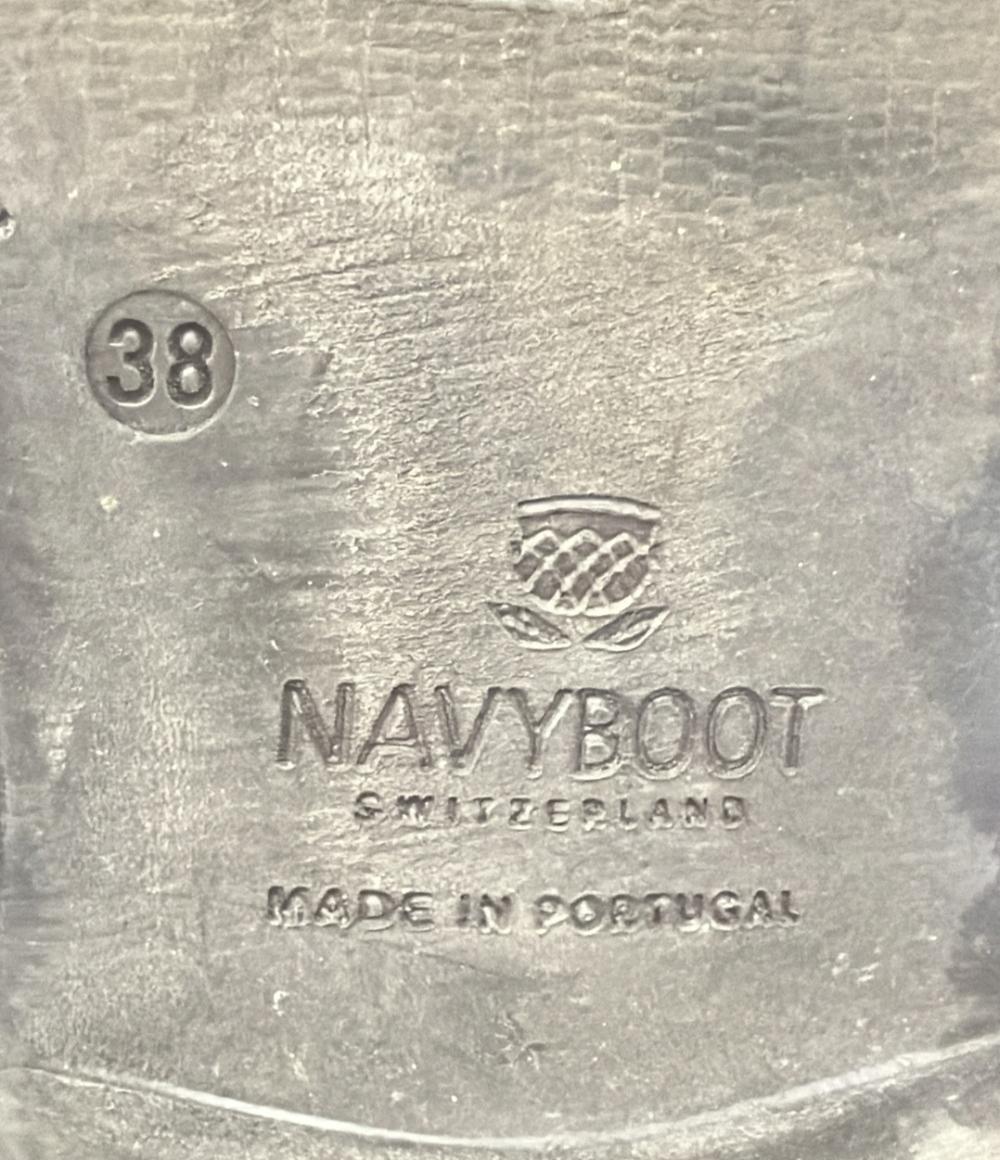 38
NAVYBOOT
SWITZERLAND
MADE IN PORTUGAL